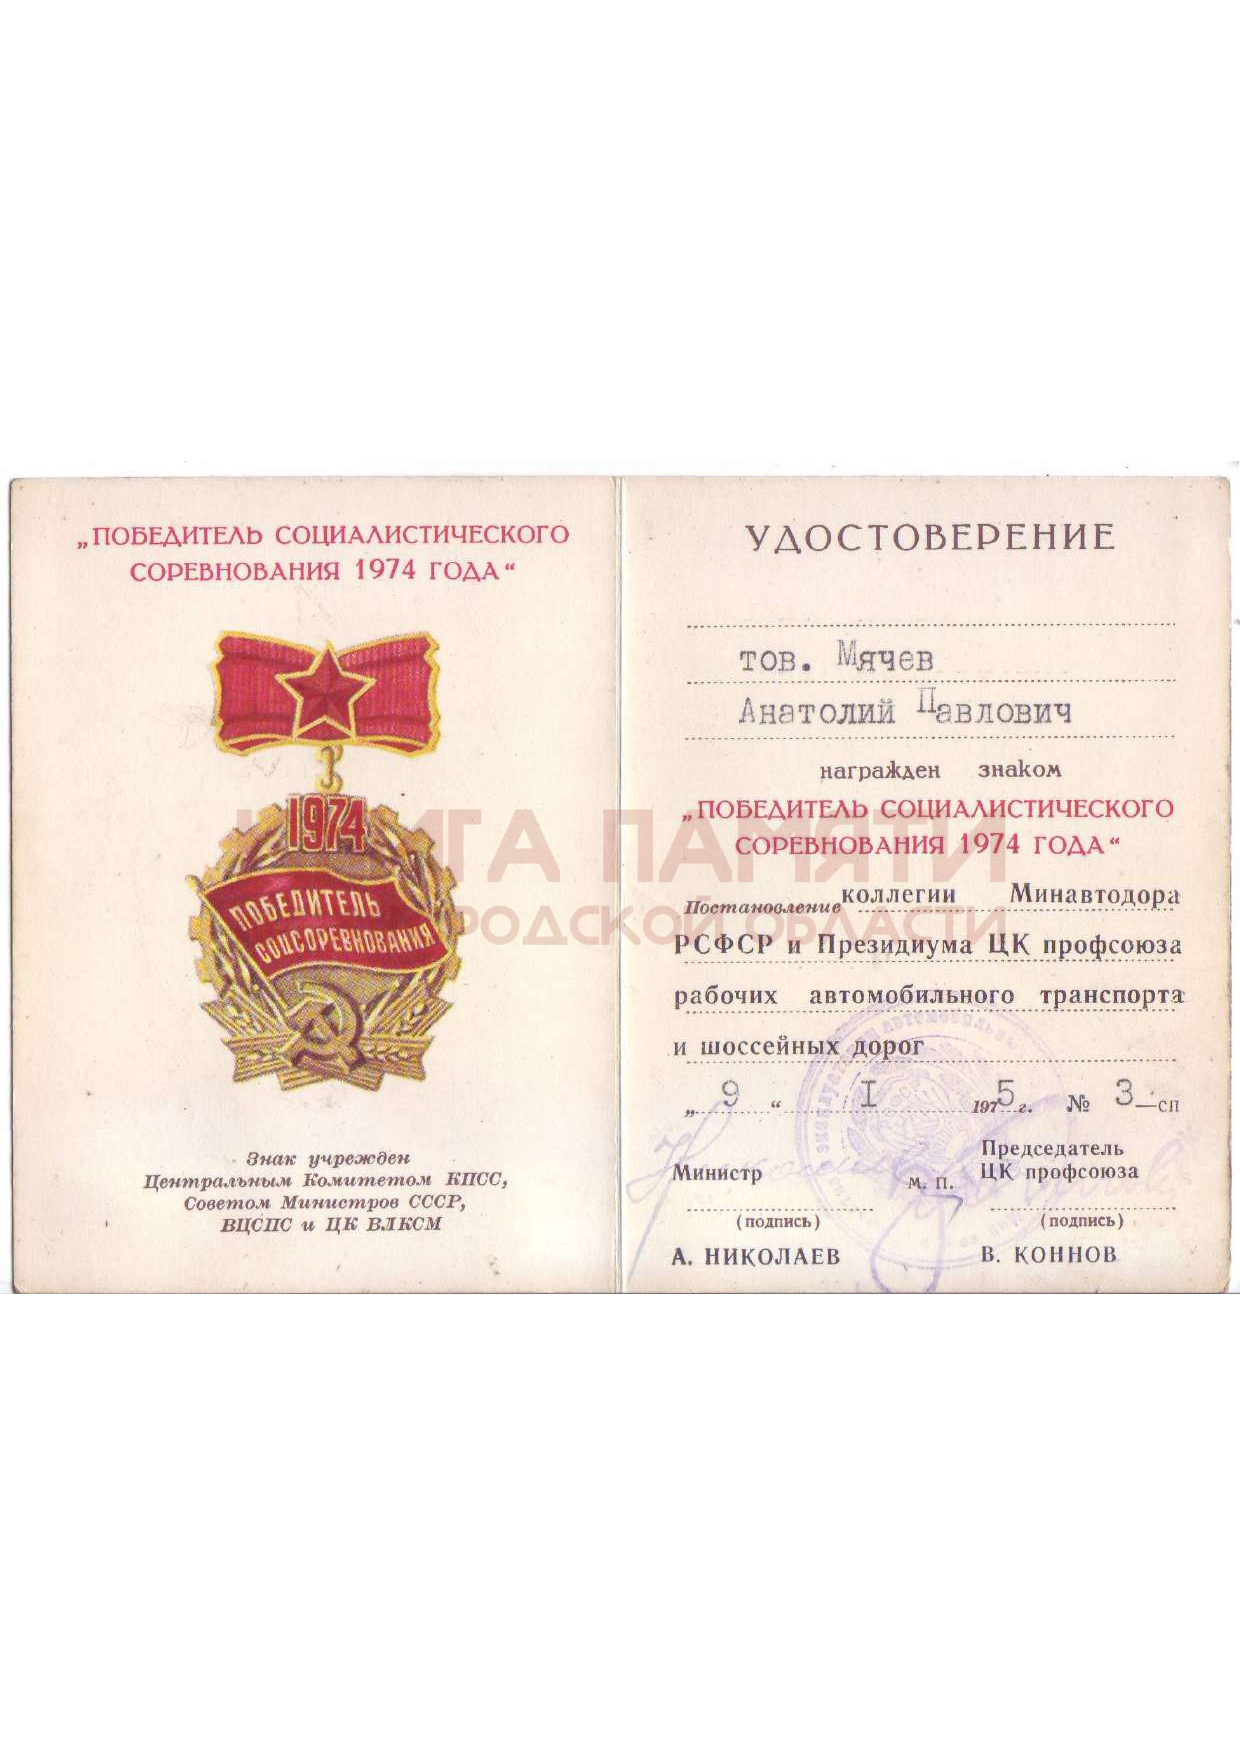 „ПОБЕДИТЕЛЬ СОЦИАЛИСТИЧЕСКОГО
СОРЕВНОВАНИЯ 1974 ГОДА“
1974
ПОБЕДИТЕЛЬ
СОЦСОРЕВНОВАНИЯ
Знак учрежден
Центральным Комитетом КПСС,
Советом Министров СССР,
ВЦСПС и ЦК ВЛКСМ
УДОСТОВЕРЕНИЕ
тов. Мячев
Анатолий Павлович
награжден знаком
„ПОБЕДИТЕЛЬ СОЦИАЛИСТИЧЕСКОГО
СОРЕВНОВАНИЯ 1974 ГОДА“
Постановление коллегии Минавтодора
РСФСР и Президиума ЦК профсоюза
рабочих автомобильного транспорта
и шоссейных дорог
„ 9 “ I 1975 г. № 3—сп
Министр м. п. Председатель
ЦК профсоюза
(подпись) (подпись)
А. НИКОЛАЕВ В. КОННОВ
ПАМЯТИ
ОБЛАСТИ